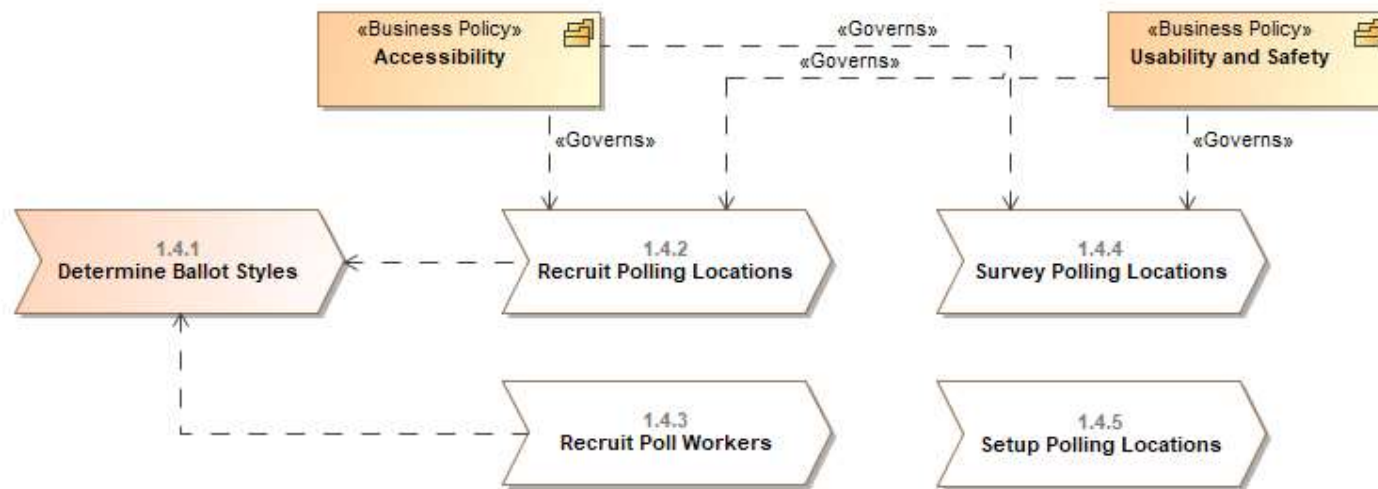 «Business Policy»
Accessibility
«Governs»
«Governs»
«Business Policy»
Usability and Safety
«Governs»
«Governs»
1.4.1
Determine Ballot Styles
1.4.2
Recruit Polling Locations
1.4.4
Survey Polling Locations
1.4.3
Recruit Poll Workers
1.4.5
Setup Polling Locations